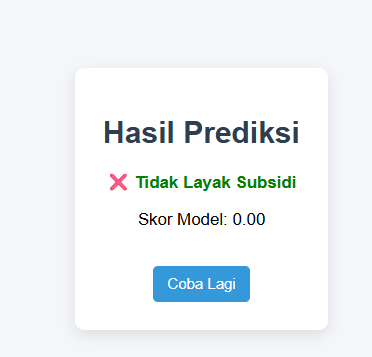 Hasil Prediksi
❌ Tidak Layak Subsidi
Skor Model: 0.00
Coba Lagi